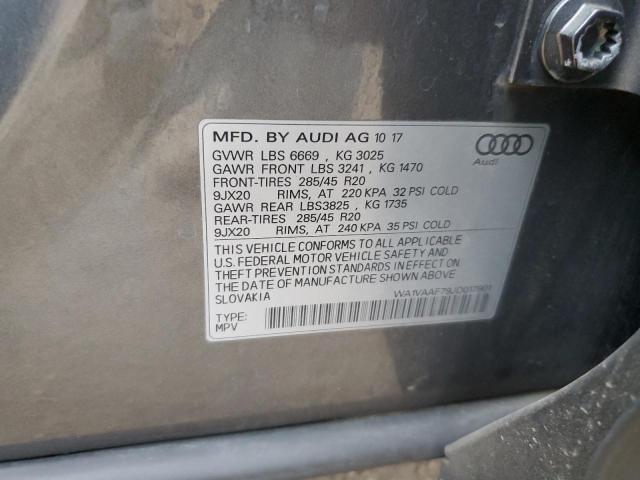 MFD. BY AUDI AG 10 17
GVWR LBS 6669 , KG 3025
GAWR FRONT LBS 3241 , KG 1470
FRONT-TIRES 285/45 R20
9JX20 RIMS, AT 220 KPA 32 PSI COLD
GAWR REAR LBS3825 , KG 1735
REAR-TIRES 285/45 R20
9JX20 RIMS, AT 240 KPA 35 PSI COLD
THIS VEHICLE CONFORMS TO ALL APPLICABLE
U.S. FEDERAL MOTOR VEHICLE SAFETY AND
THEFT PREVENTION STANDARDS IN EFFECT ON
THE DATE OF MANUFACTURE SHOWN ABOVE.
SLOVAKIA
WA1VAAF79JD017901
TYPE:
MPV
Audi